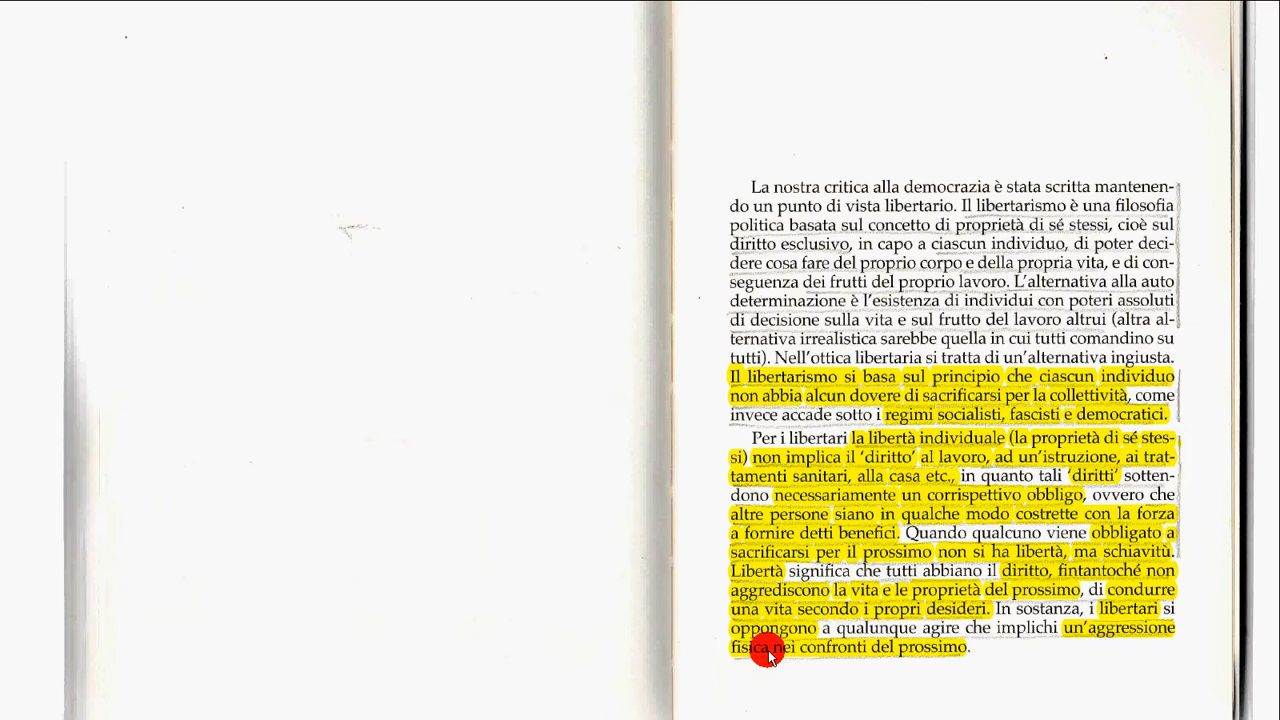 La nostra critica alla democrazia è stata scritta mantenen-
do un punto di vista libertario. Il libertarismo è una filosofia
politica basata sul concetto di proprietà di sé stessi, cioè sul
diritto esclusivo, in capo a ciascun individuo, di poter deci-
dere cosa fare del proprio corpo e della propria vita, e di con-
seguenza dei frutti del proprio lavoro. L'alternativa alla auto
determinazione è l'esistenza di individui con poteri assoluti
di decisione sulla vita e sul frutto del lavoro altrui (altra al-
ternativa irrealistica sarebbe quella in cui tutti comandino su
tutti). Nell'ottica libertaria si tratta di un'alternativa ingiusta.
Il libertarismo si basa sul principio che ciascun individuo
non abbia alcun dovere di sacrificarsi per la collettività, come
invece accade sotto i regimi socialisti, fascisti e democratici.
Per i libertari la libertà individuale (la proprietà di sé stes-
si) non implica il 'diritto' al lavoro, ad un'istruzione, ai trat-
tamenti sanitari, alla casa etc., in quanto tali 'diritti' sotten-
dono necessariamente un corrispettivo obbligo, ovvero che
altre persone siano in qualche modo costrette con la forza
a fornire detti benefici. Quando qualcuno viene obbligato a
sacrificarsi per il prossimo non si ha libertà, ma schiavitù.
Libertà significa che tutti abbiano il diritto, fintantoché non
aggrediscono la vita e le proprietà del prossimo, di condurre
una vita secondo i propri desideri. In sostanza, i libertari si
oppongono a qualunque agire che implichi un'aggressione
fisica nei confronti del prossimo.